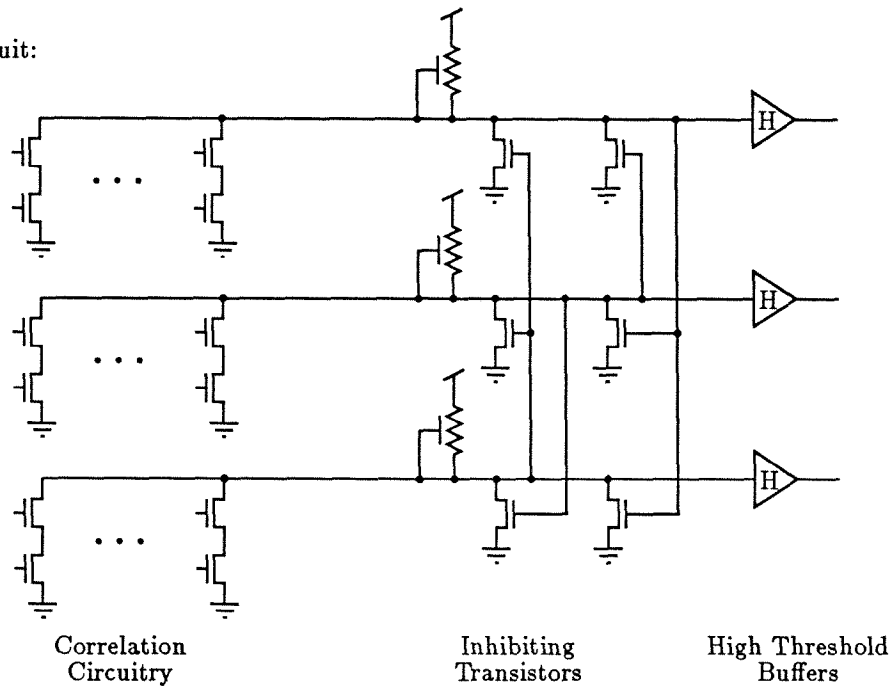 uit:
H
H
H
Correlation
Circuitry
Inhibiting
Transistors
High Threshold
Buffers